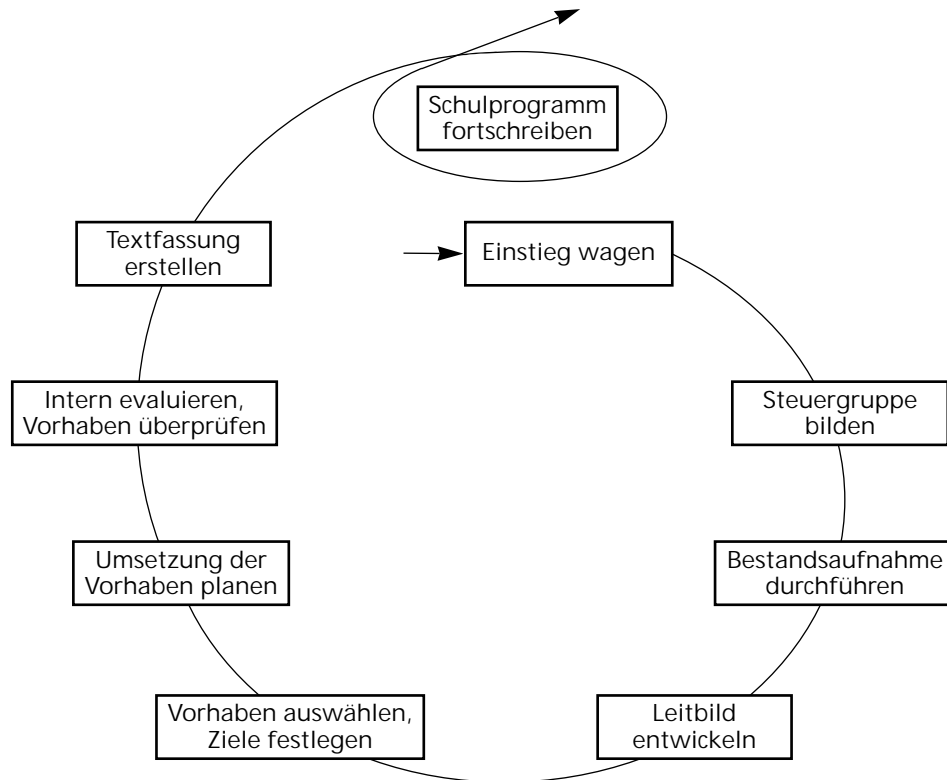 Schulprogramm
fortschreiben
Textfassung
erstellen
Einstieg wagen
Intern evaluieren,
Vorhaben überprüfen
Steuergruppe
bilden
Umsetzung der
Vorhaben planen
Bestandsaufnahme
durchführen
Vorhaben auswählen,
Ziele festlegen
Leitbild
entwickeln